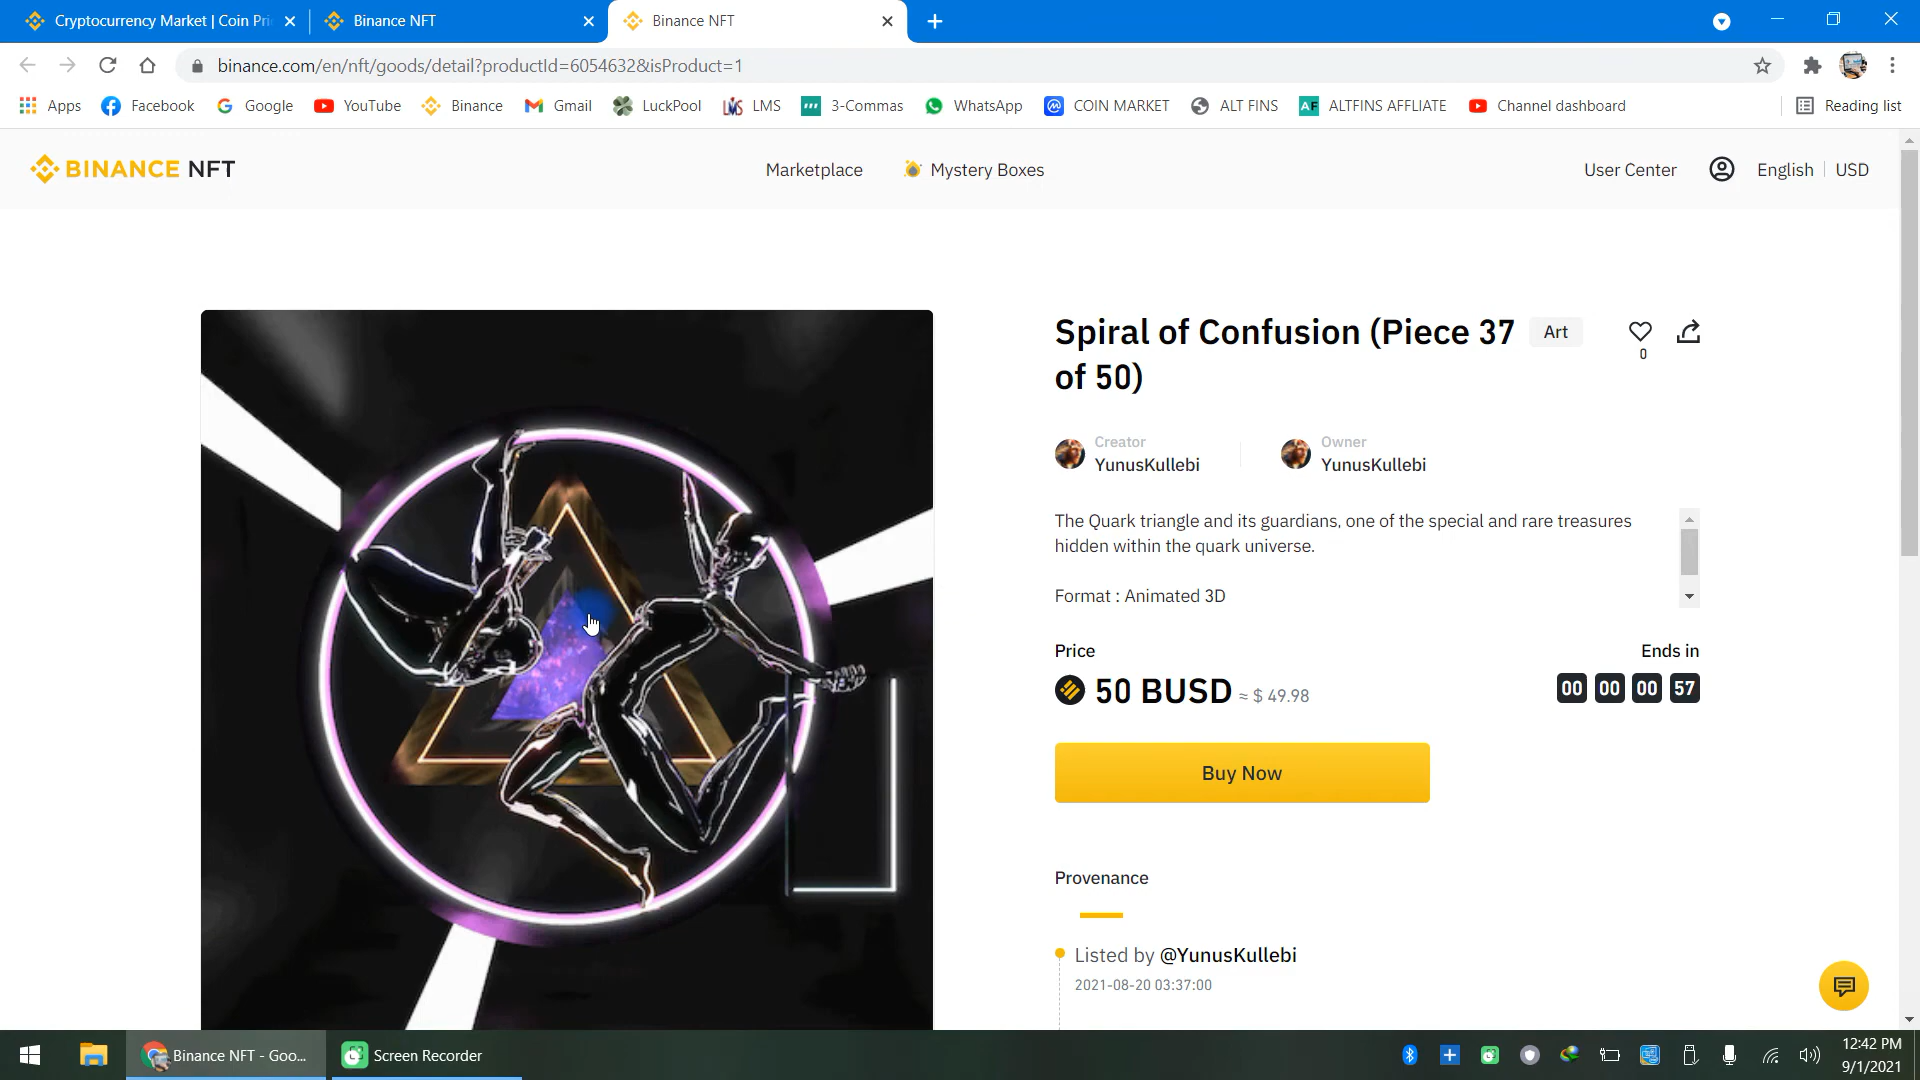 Cryptocurrency Market | Coin Pri
Binance NFT
Binance NFT
binance.com/en/nft/goods/detail?productId=6054632&isProduct=1
Apps
Facebook
Google
YouTube
Binance
Gmail
LuckPool
LMS
3-Commas
WhatsApp
COIN MARKET
ALT FINS
AF
ALTFINS AFFLIATE
Channel dashboard
Reading list
BINANCE NFT
Marketplace
Mystery Boxes
User Center
English
USD
Spiral of Confusion (Piece 37
of 50)
Art
0
Creator
YunusKullebi
Owner
YunusKullebi
The Quark triangle and its guardians, one of the special and rare treasures
hidden within the quark universe.
Format : Animated 3D
Price
Ends in
50 BUSD ≈ $ 49.98
00 00 00 57
Buy Now
Provenance
Listed by @YunusKullebi
2021-08-20 03:37:00
Binance NFT - Goo...
Screen Recorder
12:42 PM
9/1/2021